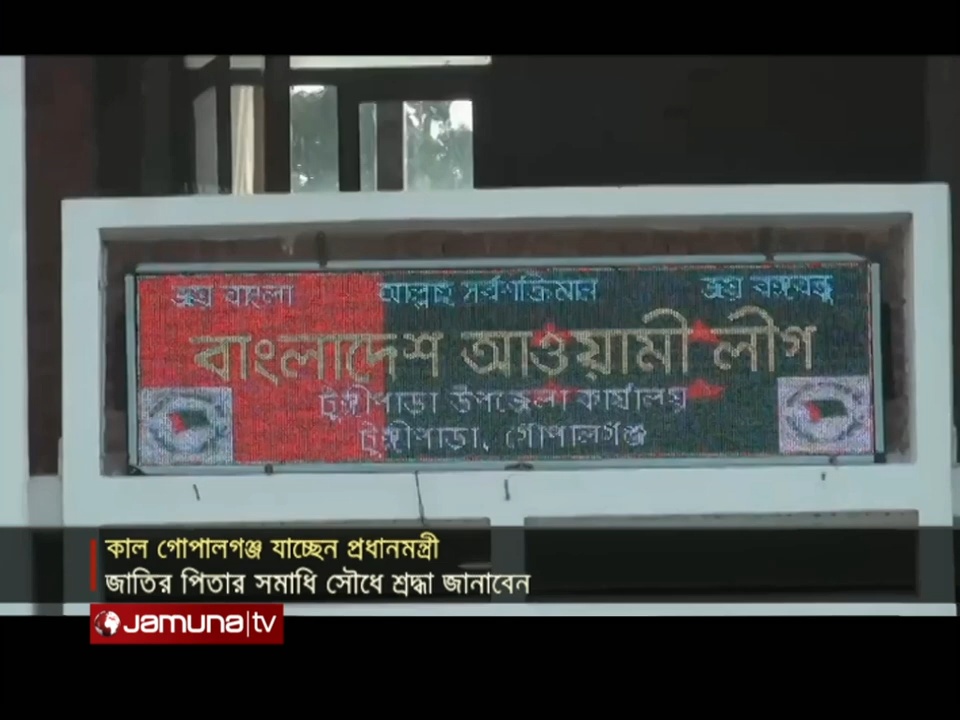 জয় বাংলা আল্লাহ সর্বশক্তিমান জয় বঙ্গবন্ধু
বাংলাদেশ আওয়ামী লীগ
টুঙ্গীপাড়া উপজেলা কার্যালয়
টুঙ্গীপাড়া, গোপালগঞ্জ
কাল গোপালগঞ্জ যাচ্ছেন প্রধানমন্ত্রী
জাতির পিতার সমাধি সৌধে শ্রদ্ধা জানাবেন
Jamuna|tv